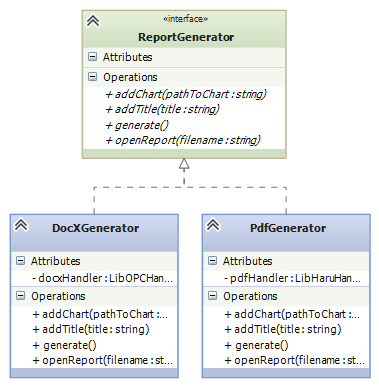 «interface»
ReportGenerator
Attributes
Operations
+ addChart(pathToChart : string)
+ addTitle(title : string)
+ generate()
+ openReport(filename : string)
DocXGenerator
Attributes
- docxHandler : LibOPCHan...
Operations
+ addChart(pathToChart :...
+ addTitle(title: string)
+ generate()
+ openReport(filename : st...
PdfGenerator
Attributes
- pdfHandler : LibHaruHan...
Operations
+ addChart(pathToChart :...
+ addTitle(title: string)
+ generate()
+ openReport(filename : st...